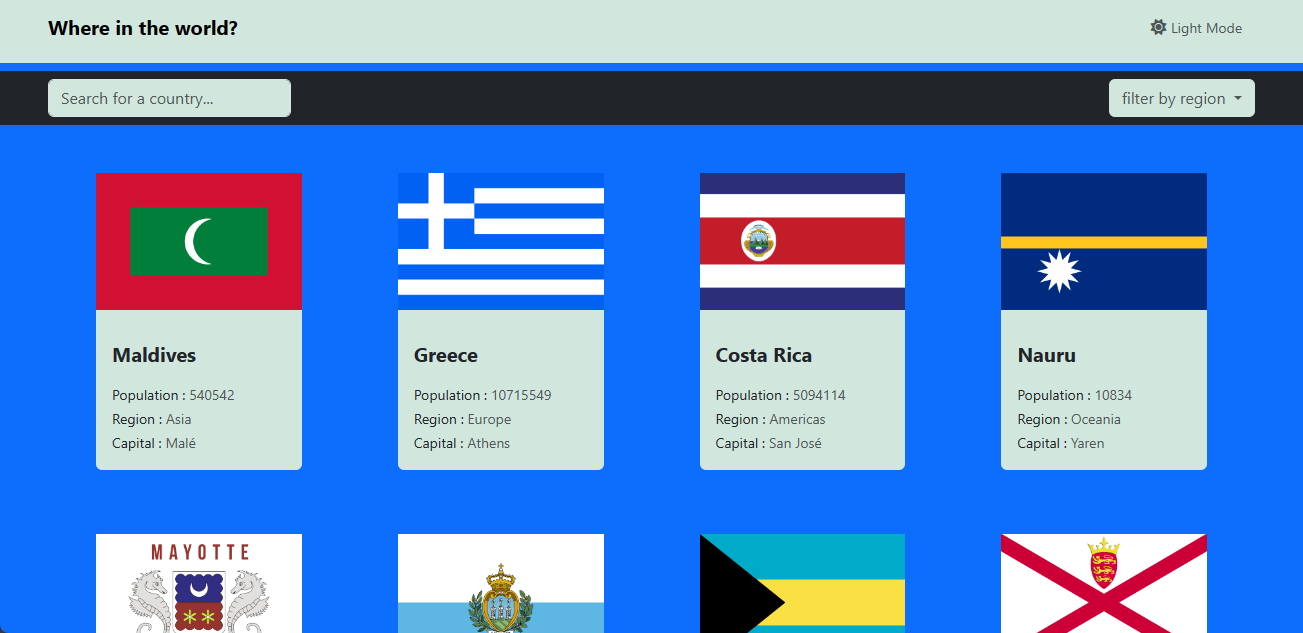 Where in the world?
Light Mode
Search for a country...
filter by region
Maldives
Population : 540542
Region : Asia
Capital : Malé
Greece
Population : 10715549
Region : Europe
Capital : Athens
Costa Rica
Population : 5094114
Region : Americas
Capital : San José
Nauru
Population : 10834
Region : Oceania
Capital : Yaren
MAYOTTE